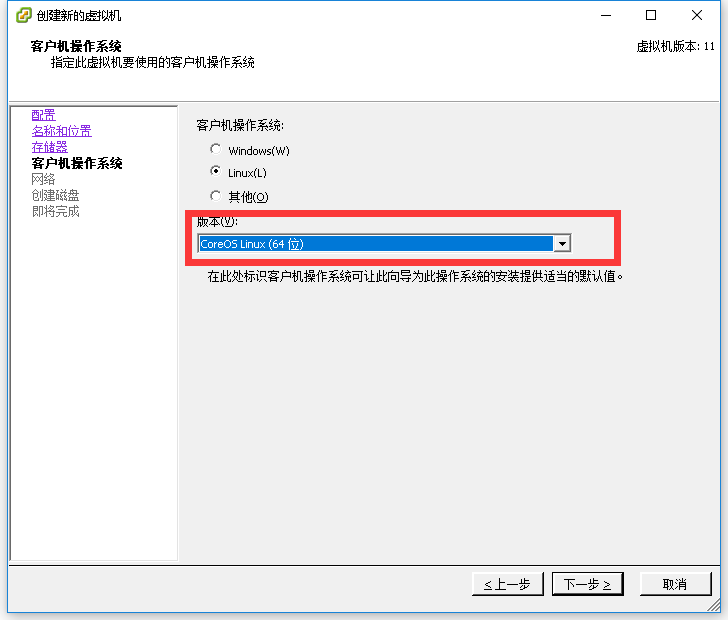 创建新的虚拟机
客户机操作系统
指定此虚拟机要使用的客户机操作系统
虚拟机版本: 11
配置
名称和位置
存储器
客户机操作系统
网络
创建磁盘
即将完成
客户机操作系统:
Windows(W)
Linux(L)
其他(O)
版本(V):
CoreOS Linux (64 位)
在此处标识客户机操作系统可让此向导为此操作系统的安装提供适当的默认值。
< 上一步
下一步 >
取消